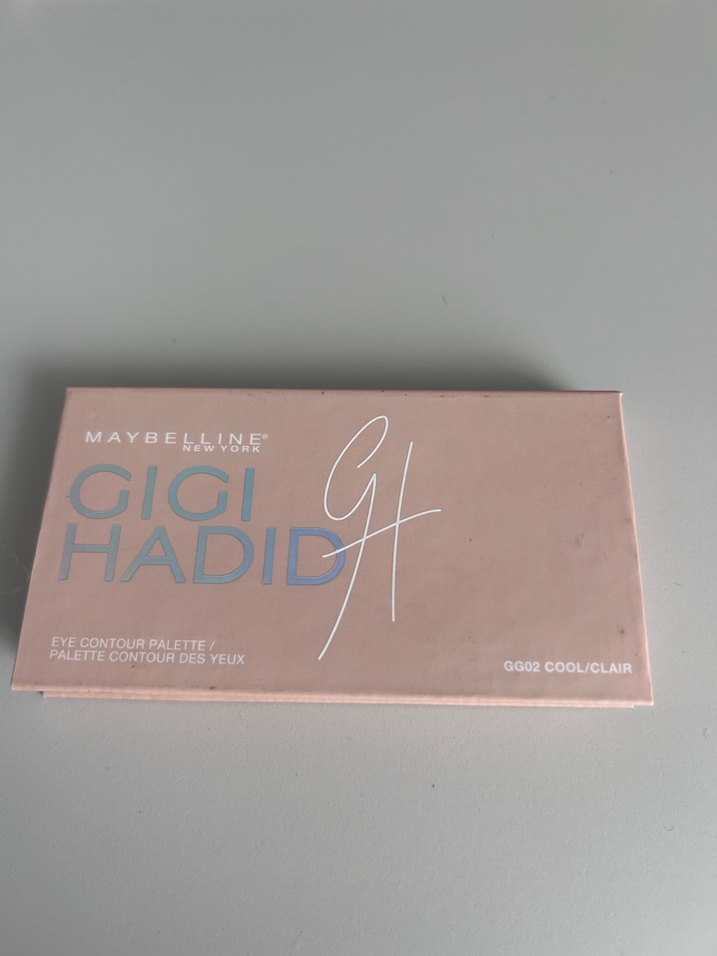 MAYBELLINE®
NEW YORK
GIGI
HADID
GH
EYE CONTOUR PALETTE /
PALETTE CONTOUR DES YEUX
GG02 COOL/CLAIR